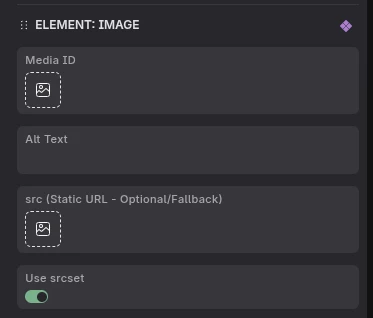 ELEMENT: IMAGE
Media ID
Alt Text
src (Static URL - Optional/Fallback)
Use srcset